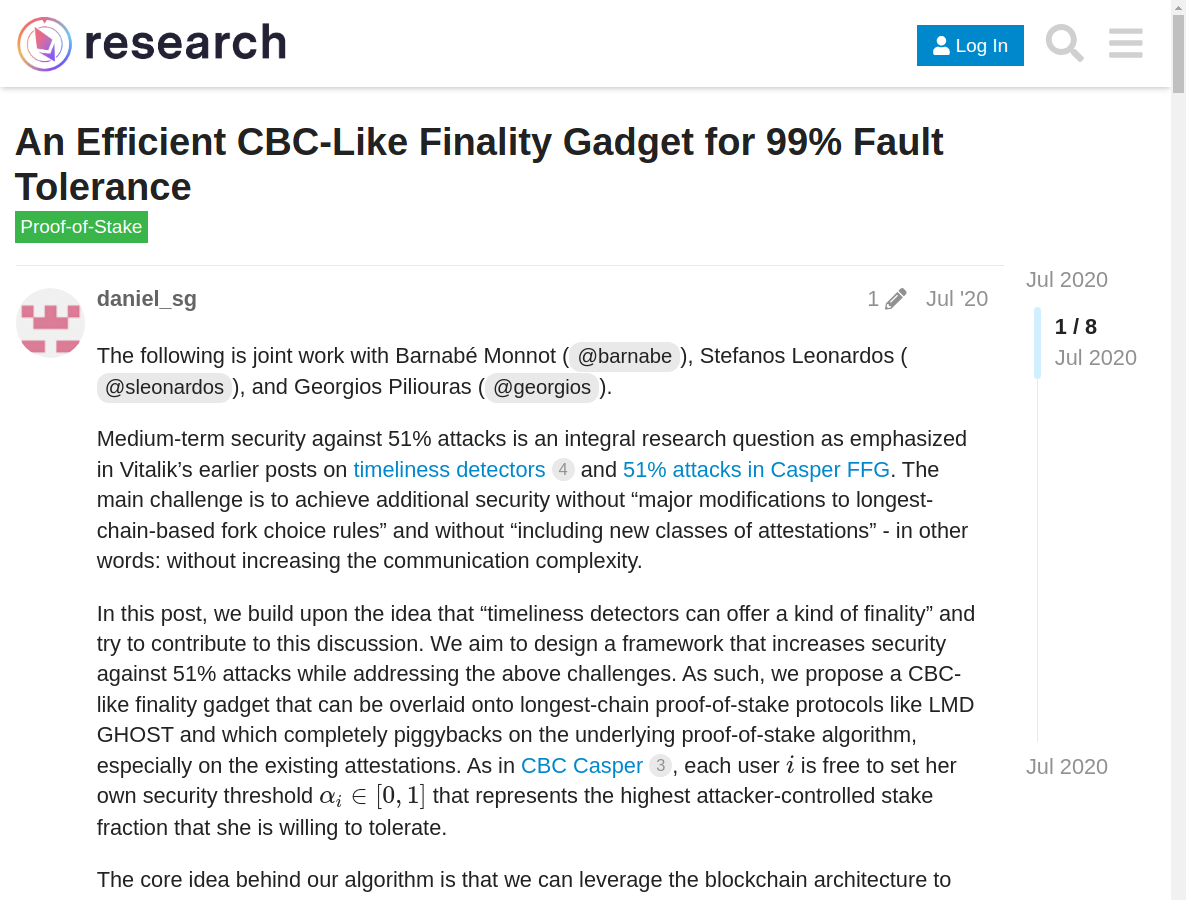 research
Log In
An Efficient CBC-Like Finality Gadget for 99% Fault
Tolerance
Proof-of-Stake
Jul 2020
daniel_sg
1
Jul '20
1 / 8
Jul 2020
The following is joint work with Barnabé Monnot (@barnabe), Stefanos Leonardos (
@sleonardos), and Georgios Piliouras (@georgios).
Medium-term security against 51% attacks is an integral research question as emphasized
in Vitalik’s earlier posts on timeliness detectors 4 and 51% attacks in Casper FFG. The
main challenge is to achieve additional security without “major modifications to longest-
chain-based fork choice rules” and without “including new classes of attestations” - in other
words: without increasing the communication complexity.
In this post, we build upon the idea that “timeliness detectors can offer a kind of finality” and
try to contribute to this discussion. We aim to design a framework that increases security
against 51% attacks while addressing the above challenges. As such, we propose a CBC-
like finality gadget that can be overlaid onto longest-chain proof-of-stake protocols like LMD
GHOST and which completely piggybacks on the underlying proof-of-stake algorithm,
especially on the existing attestations. As in CBC Casper 3, each user i is free to set her
own security threshold αᵢ ∈ [0, 1] that represents the highest attacker-controlled stake
fraction that she is willing to tolerate.
Jul 2020
The core idea behind our algorithm is that we can leverage the blockchain architecture to